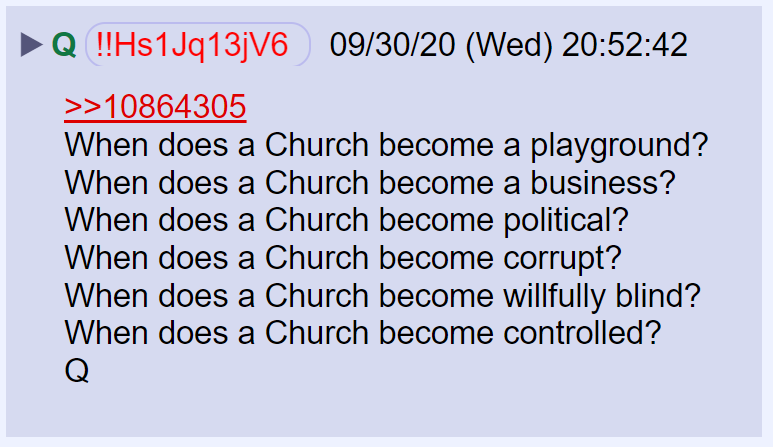 Q !!Hs1Jq13jV6 09/30/20 (Wed) 20:52:42
>>10864305
When does a Church become a playground?
When does a Church become a business?
When does a Church become political?
When does a Church become corrupt?
When does a Church become willfully blind?
When does a Church become controlled?
Q